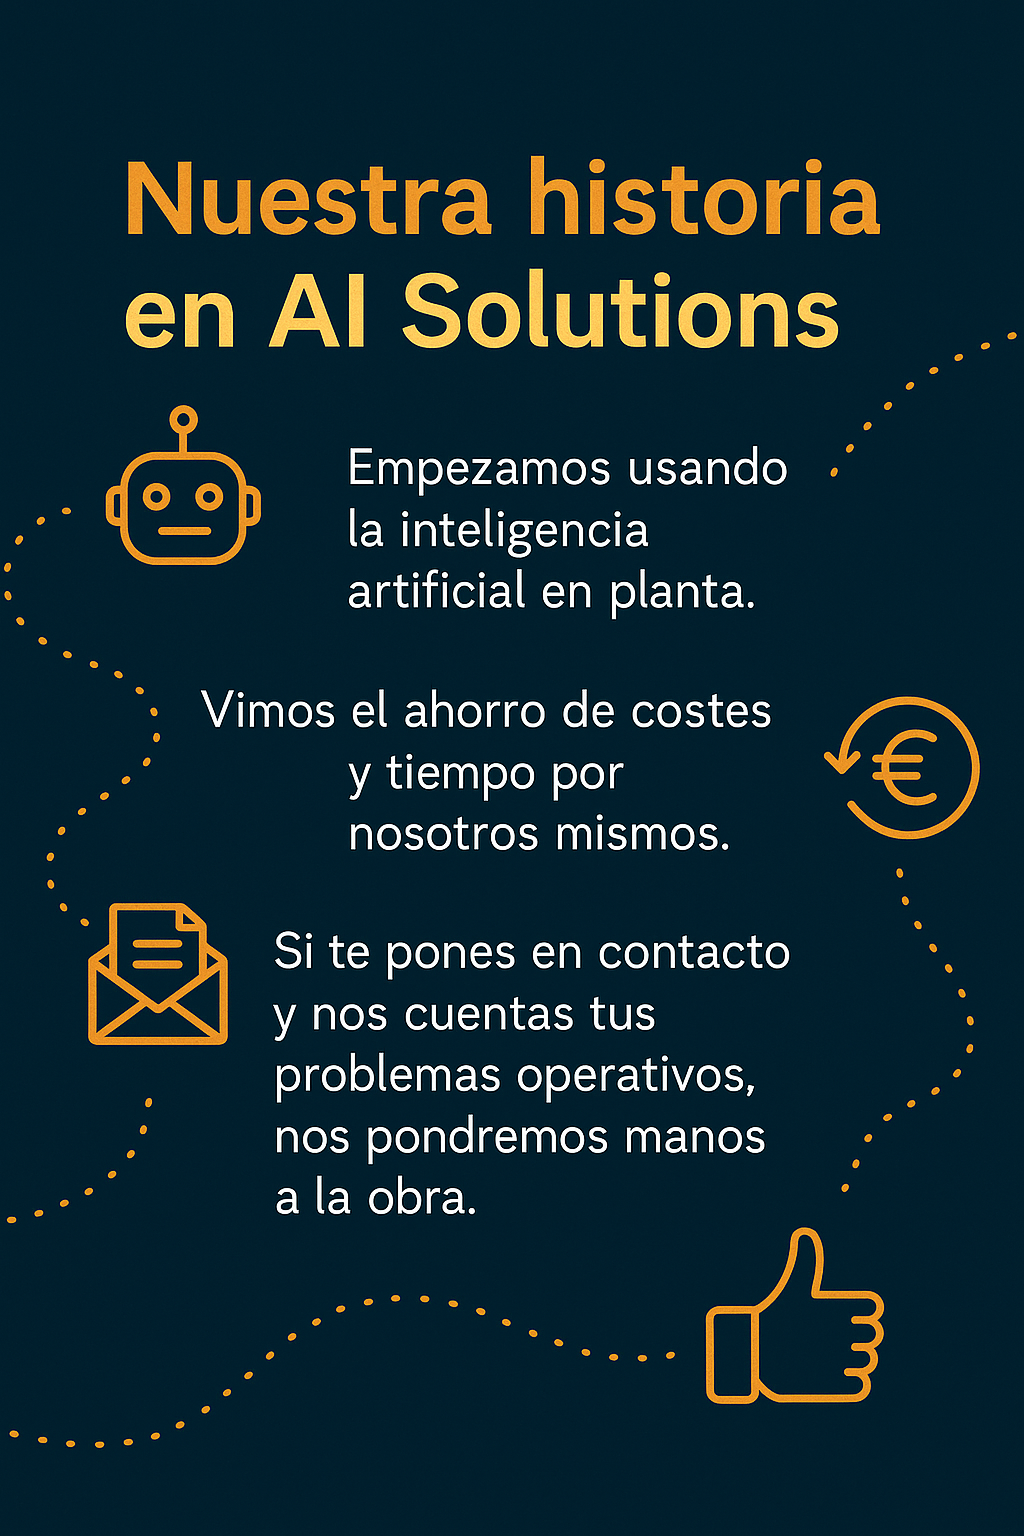 Nuestra historia
en AI Solutions
Empezamos usando
la inteligencia
artificial en planta.
Vimos el ahorro de costes
y tiempo por
nosotros mismos.
€
Si te pones en contacto
y nos cuentas tus
problemas operativos,
nos pondremos manos
a la obra.